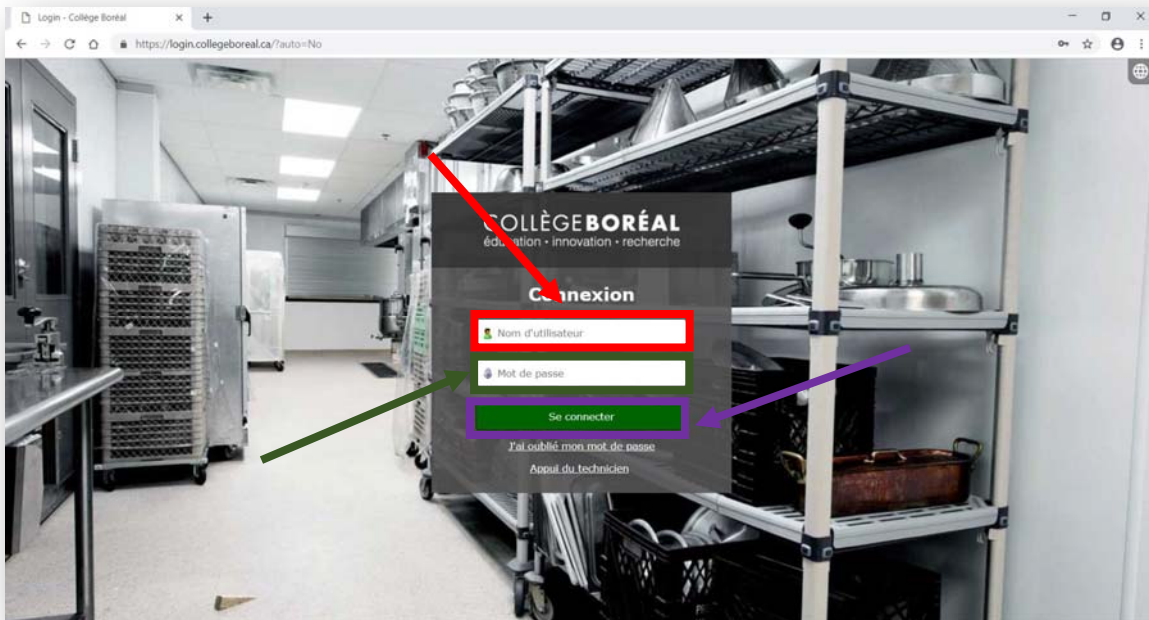 Login - Collège Boréal
https://login.collegeboreal.ca/?auto=No
COLLÈGEBORÉAL
éducation • innovation • recherche
Connexion
Nom d'utilisateur
Mot de passe
Se connecter
J'ai oublié mon mot de passe
Appui du technicien